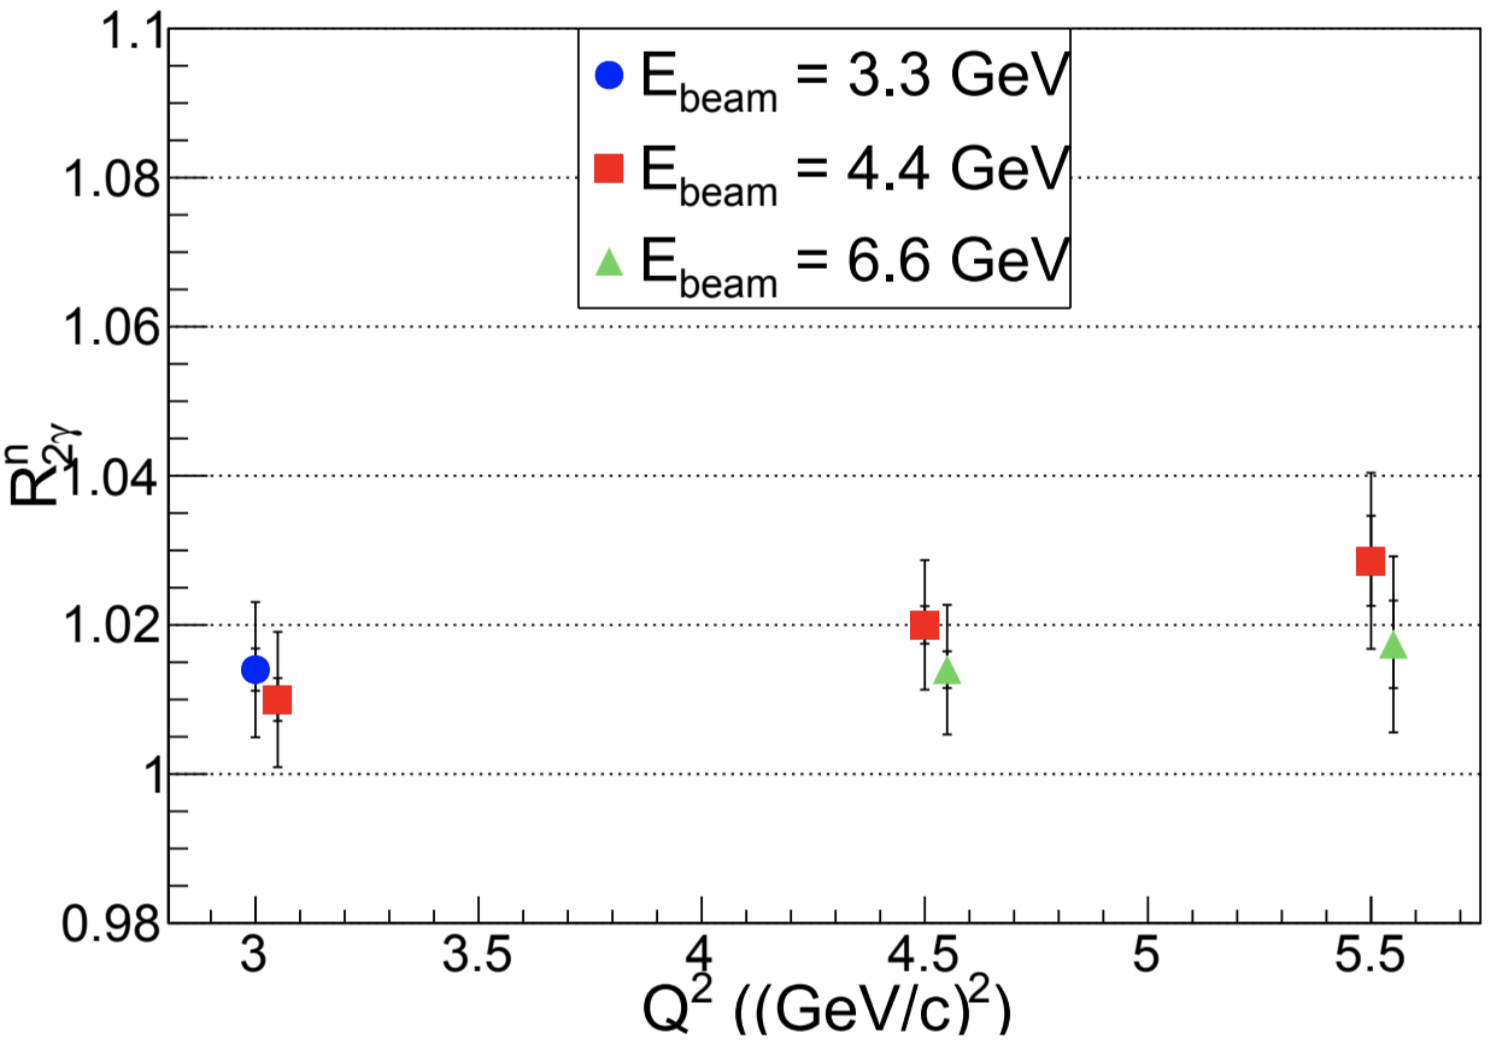 1.1
1.08
1.06
1.04
1.02
1
0.98
R^n_2γ
E_beam = 3.3 GeV
E_beam = 4.4 GeV
E_beam = 6.6 GeV
3 3.5 4 4.5 5 5.5
Q² ((GeV/c)²)